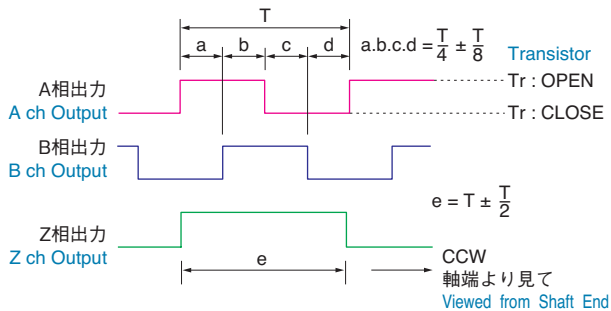 T
a b c d
a.b.c.d = T/4 ± T/8
Transistor
A相出力
A ch Output
Tr : OPEN
Tr : CLOSE
B相出力
B ch Output
e = T ± T/2
Z相出力
Z ch Output
e
CCW
軸端より見て
Viewed from Shaft End